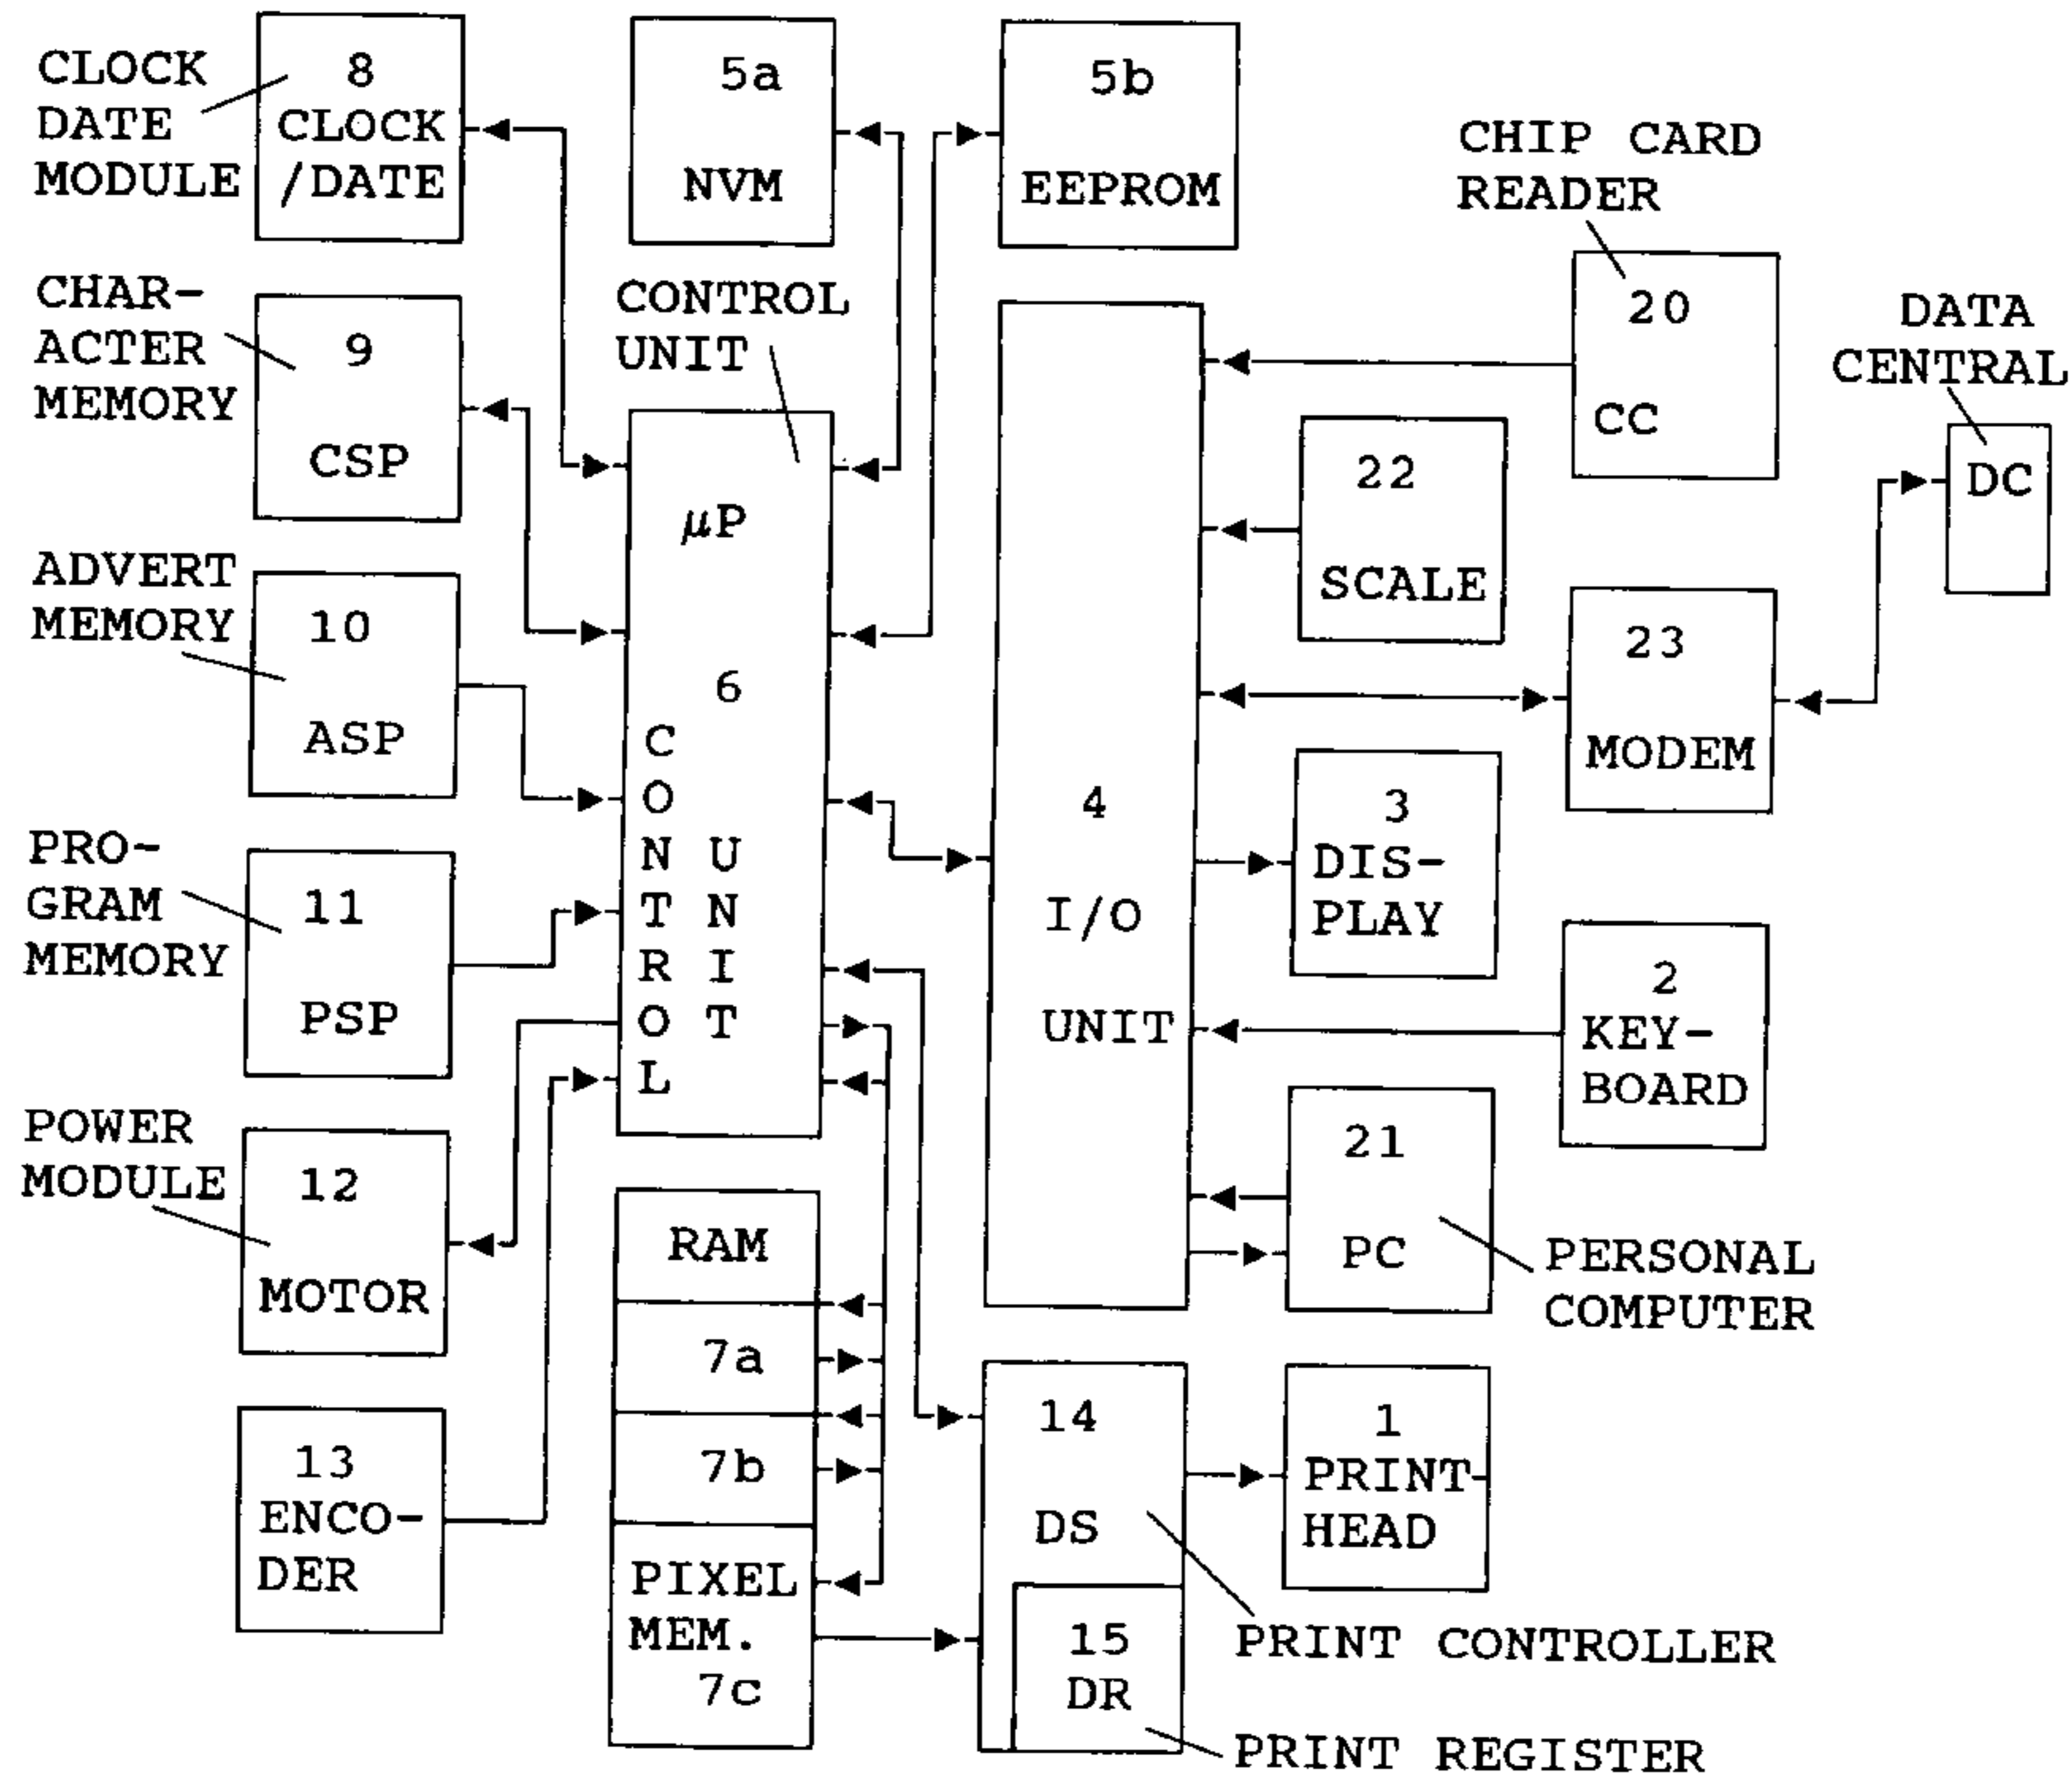 CLOCK
DATE
MODULE
8
CLOCK
/DATE
5a
NVM
5b
EEPROM
CHIP CARD
READER
20
CC
DATA
CENTRAL
DC
CHAR-
ACTER
MEMORY
9
CSP
CONTROL
UNIT
μP
6
CONTROL
UNIT
22
SCALE
ADVERT
MEMORY
10
ASP
23
MODEM
4
I/O
UNIT
3
DIS-
PLAY
PRO-
GRAM
MEMORY
11
PSP
2
KEY-
BOARD
POWER
MODULE
12
MOTOR
21
PC
PERSONAL
COMPUTER
RAM
7a
7b
PIXEL
MEM.
7c
13
ENCO-
DER
14
DS
15
DR
1
PRINT-
HEAD
PRINT CONTROLLER
PRINT REGISTER